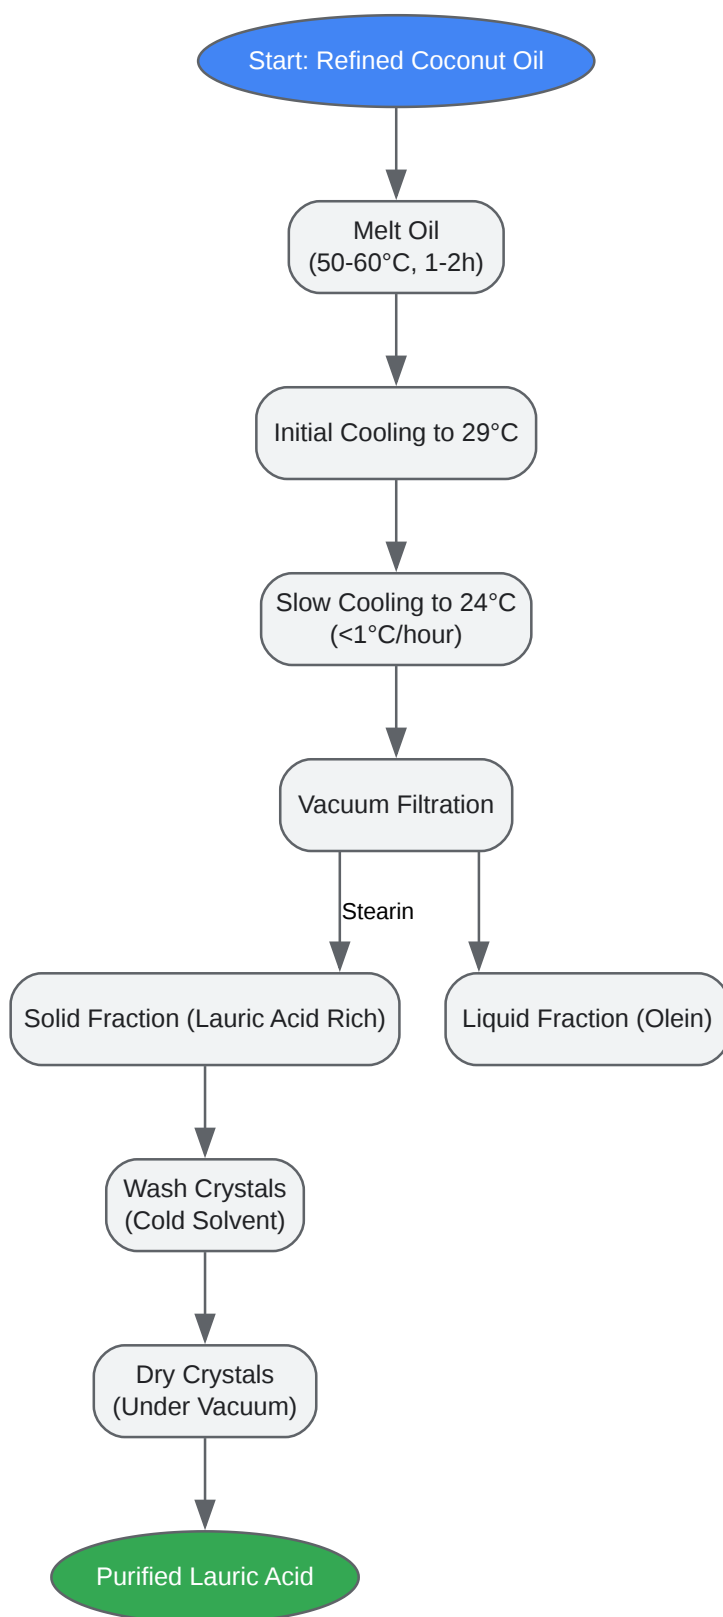 Start: Refined Coconut Oil
Melt Oil
(50-60°C, 1-2h)
Initial Cooling to 29°C
Slow Cooling to 24°C
(<1°C/hour)
Vacuum Filtration
Stearin
Solid Fraction (Lauric Acid Rich)
Liquid Fraction (Olein)
Wash Crystals
(Cold Solvent)
Dry Crystals
(Under Vacuum)
Purified Lauric Acid